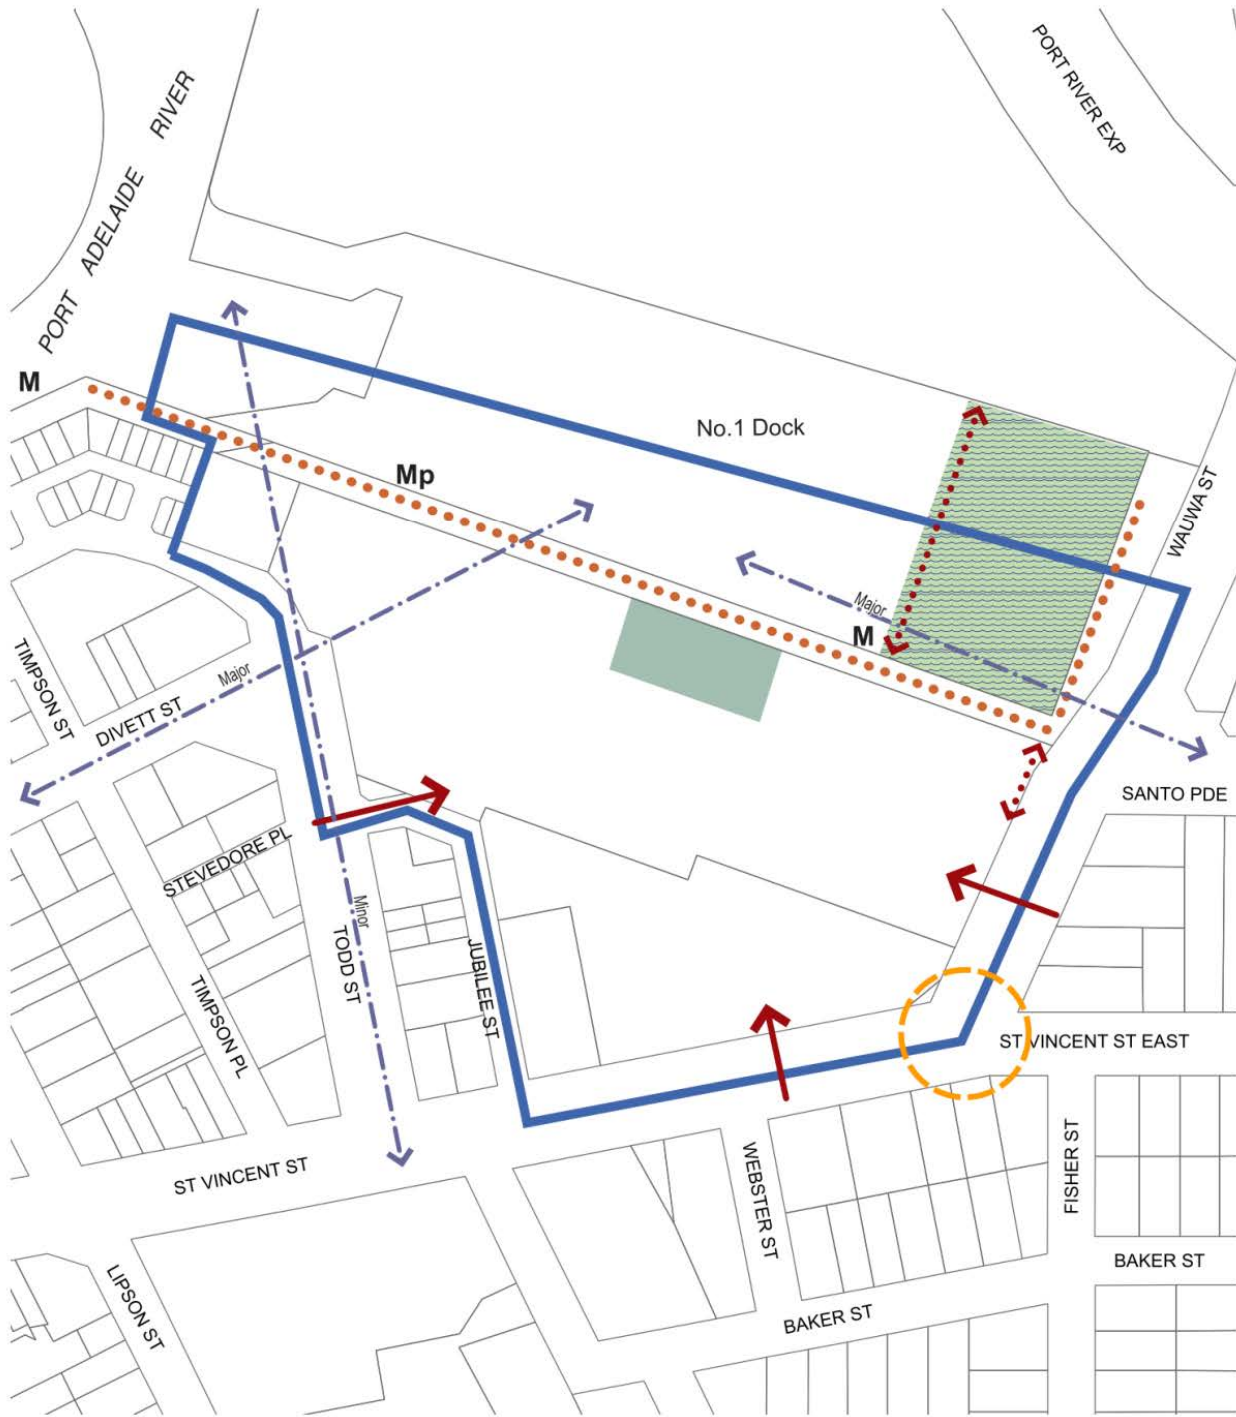 PORT RIVER EXP
PORT ADELAIDE RIVER
M
No.1 Dock
Mp
WAUWA ST
Major
M
TIMPSON ST
Major
DIVETT ST
SANTO PDE
STEVEDORE PL
Minor
TODD ST
JUBILEE ST
TIMPSON PL
ST VINCENT ST EAST
ST VINCENT ST
WEBSTER ST
FISHER ST
BAKER ST
LIPSON ST
BAKER ST